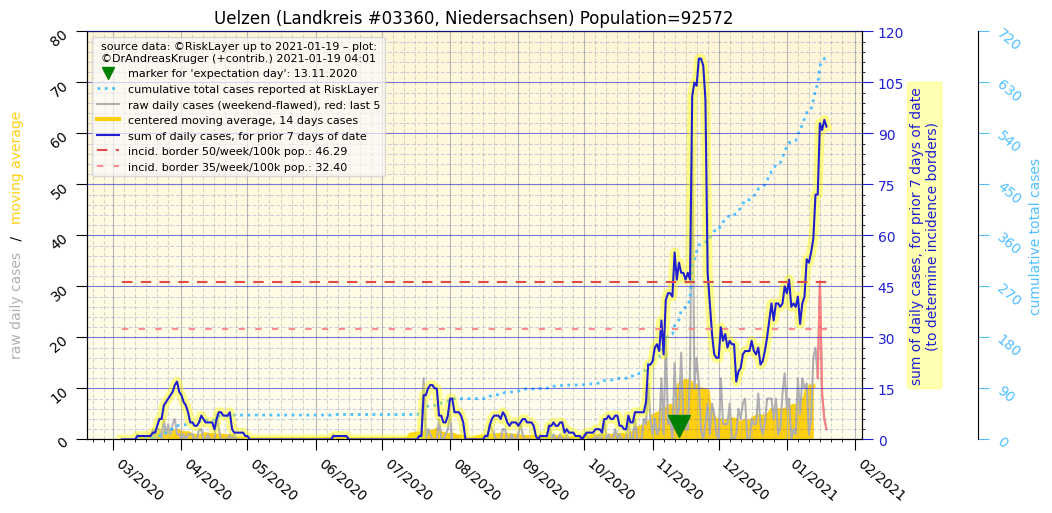 Uelzen (Landkreis #03360, Niedersachsen) Population=92572
source data: ©RiskLayer up to 2021-01-19 – plot:
©DrAndreasKruger (+contrib.) 2021-01-19 04:01
marker for 'expectation day': 13.11.2020
cumulative total cases reported at RiskLayer
raw daily cases (weekend-flawed), red: last 5
centered moving average, 14 days cases
sum of daily cases, for prior 7 days of date
incid. border 50/week/100k pop.: 46.29
incid. border 35/week/100k pop.: 32.40
raw daily cases / moving average
80
70
60
50
40
30
20
10
0
03/2020
04/2020
05/2020
06/2020
07/2020
08/2020
09/2020
10/2020
11/2020
12/2020
01/2021
02/2021
120
105
90
75
60
45
30
15
0
sum of daily cases, for prior 7 days of date
(to determine incidence borders)
720
630
540
450
360
270
180
90
0
cumulative total cases